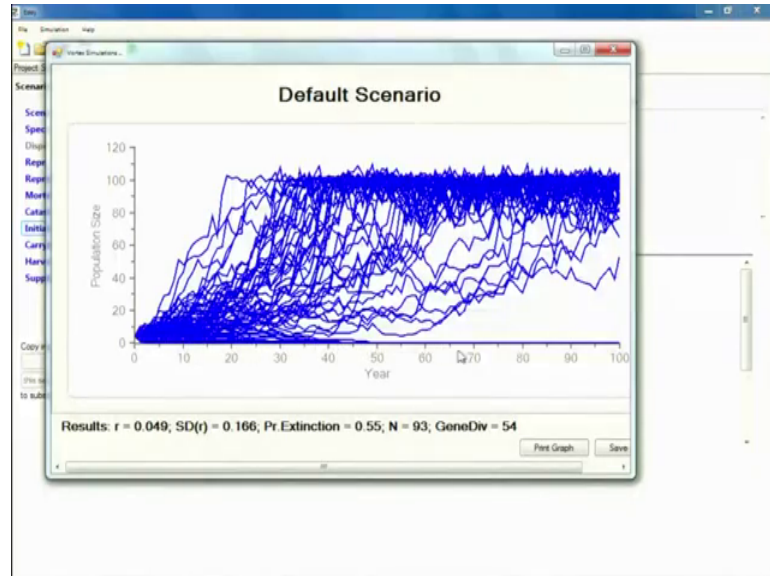 File Simulation Help
Vortex Simulations...
Project S
Scenari
Scen
Spec
Disp
Repr
Repr
Mort
Catas
Initia
Carry
Harv
Supp
Copy in
to subs
Default Scenario
120
100
80
60
40
20
0
Population Size
0 10 20 30 40 50 60 70 80 90 100
Year
Results: r = 0.049; SD(r) = 0.166; Pr.Extinction = 0.55; N = 93; GeneDiv = 54
Print Graph Save